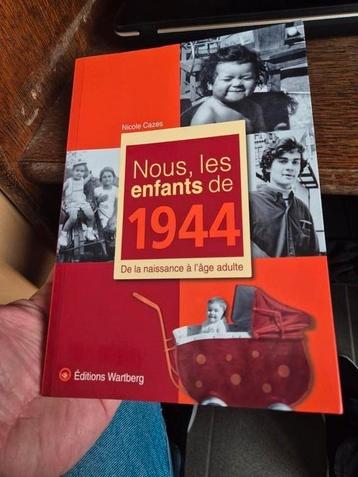 Nicole Cazes
Nous, les
enfants de
1944
De la naissance à l'âge adulte
Éditions Wartberg